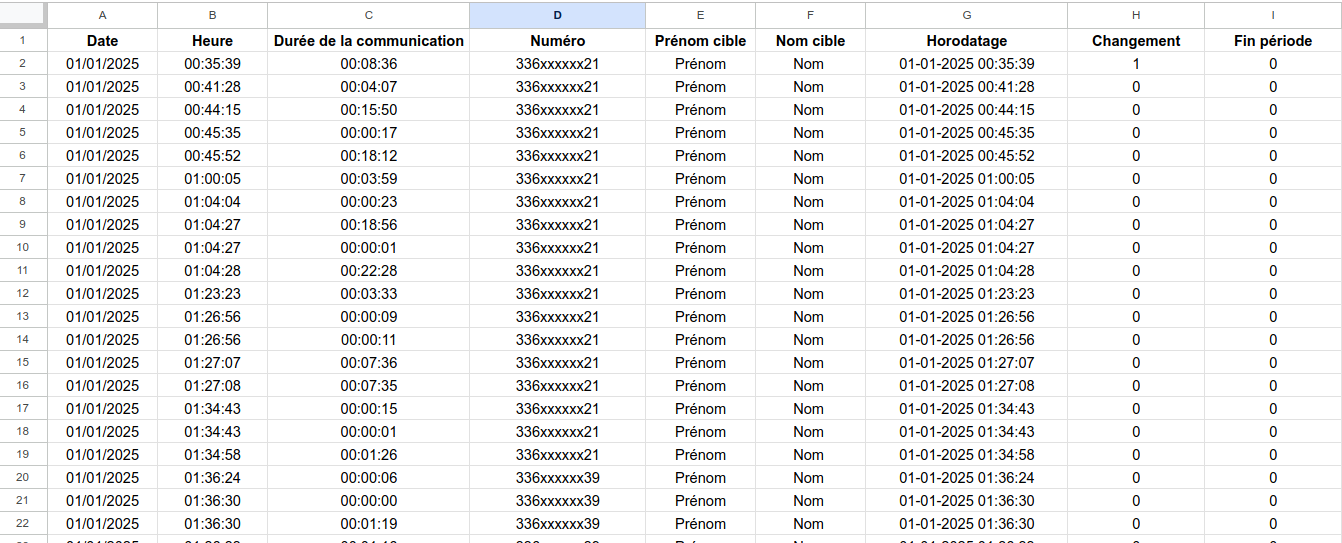 A B C D E F G H I
1 Date Heure Durée de la communication Numéro Prénom cible Nom cible Horodatage Changement Fin période
2 01/01/2025 00:35:39 00:08:36 336xxxxxx21 Prénom Nom 01-01-2025 00:35:39 1 0
3 01/01/2025 00:41:28 00:04:07 336xxxxxx21 Prénom Nom 01-01-2025 00:41:28 0 0
4 01/01/2025 00:44:15 00:15:50 336xxxxxx21 Prénom Nom 01-01-2025 00:44:15 0 0
5 01/01/2025 00:45:35 00:00:17 336xxxxxx21 Prénom Nom 01-01-2025 00:45:35 0 0
6 01/01/2025 00:45:52 00:18:12 336xxxxxx21 Prénom Nom 01-01-2025 00:45:52 0 0
7 01/01/2025 01:00:05 00:03:59 336xxxxxx21 Prénom Nom 01-01-2025 01:00:05 0 0
8 01/01/2025 01:04:04 00:00:23 336xxxxxx21 Prénom Nom 01-01-2025 01:04:04 0 0
9 01/01/2025 01:04:27 00:18:56 336xxxxxx21 Prénom Nom 01-01-2025 01:04:27 0 0
10 01/01/2025 01:04:27 00:00:01 336xxxxxx21 Prénom Nom 01-01-2025 01:04:27 0 0
11 01/01/2025 01:04:28 00:22:28 336xxxxxx21 Prénom Nom 01-01-2025 01:04:28 0 0
12 01/01/2025 01:23:23 00:03:33 336xxxxxx21 Prénom Nom 01-01-2025 01:23:23 0 0
13 01/01/2025 01:26:56 00:00:09 336xxxxxx21 Prénom Nom 01-01-2025 01:26:56 0 0
14 01/01/2025 01:26:56 00:00:11 336xxxxxx21 Prénom Nom 01-01-2025 01:26:56 0 0
15 01/01/2025 01:27:07 00:07:36 336xxxxxx21 Prénom Nom 01-01-2025 01:27:07 0 0
16 01/01/2025 01:27:08 00:07:35 336xxxxxx21 Prénom Nom 01-01-2025 01:27:08 0 0
17 01/01/2025 01:34:43 00:00:15 336xxxxxx21 Prénom Nom 01-01-2025 01:34:43 0 0
18 01/01/2025 01:34:43 00:00:01 336xxxxxx21 Prénom Nom 01-01-2025 01:34:43 0 0
19 01/01/2025 01:34:58 00:01:26 336xxxxxx21 Prénom Nom 01-01-2025 01:34:58 0 0
20 01/01/2025 01:36:24 00:00:06 336xxxxxx39 Prénom Nom 01-01-2025 01:36:24 0 0
21 01/01/2025 01:36:30 00:00:00 336xxxxxx39 Prénom Nom 01-01-2025 01:36:30 0 0
22 01/01/2025 01:36:30 00:01:19 336xxxxxx39 Prénom Nom 01-01-2025 01:36:30 0 0